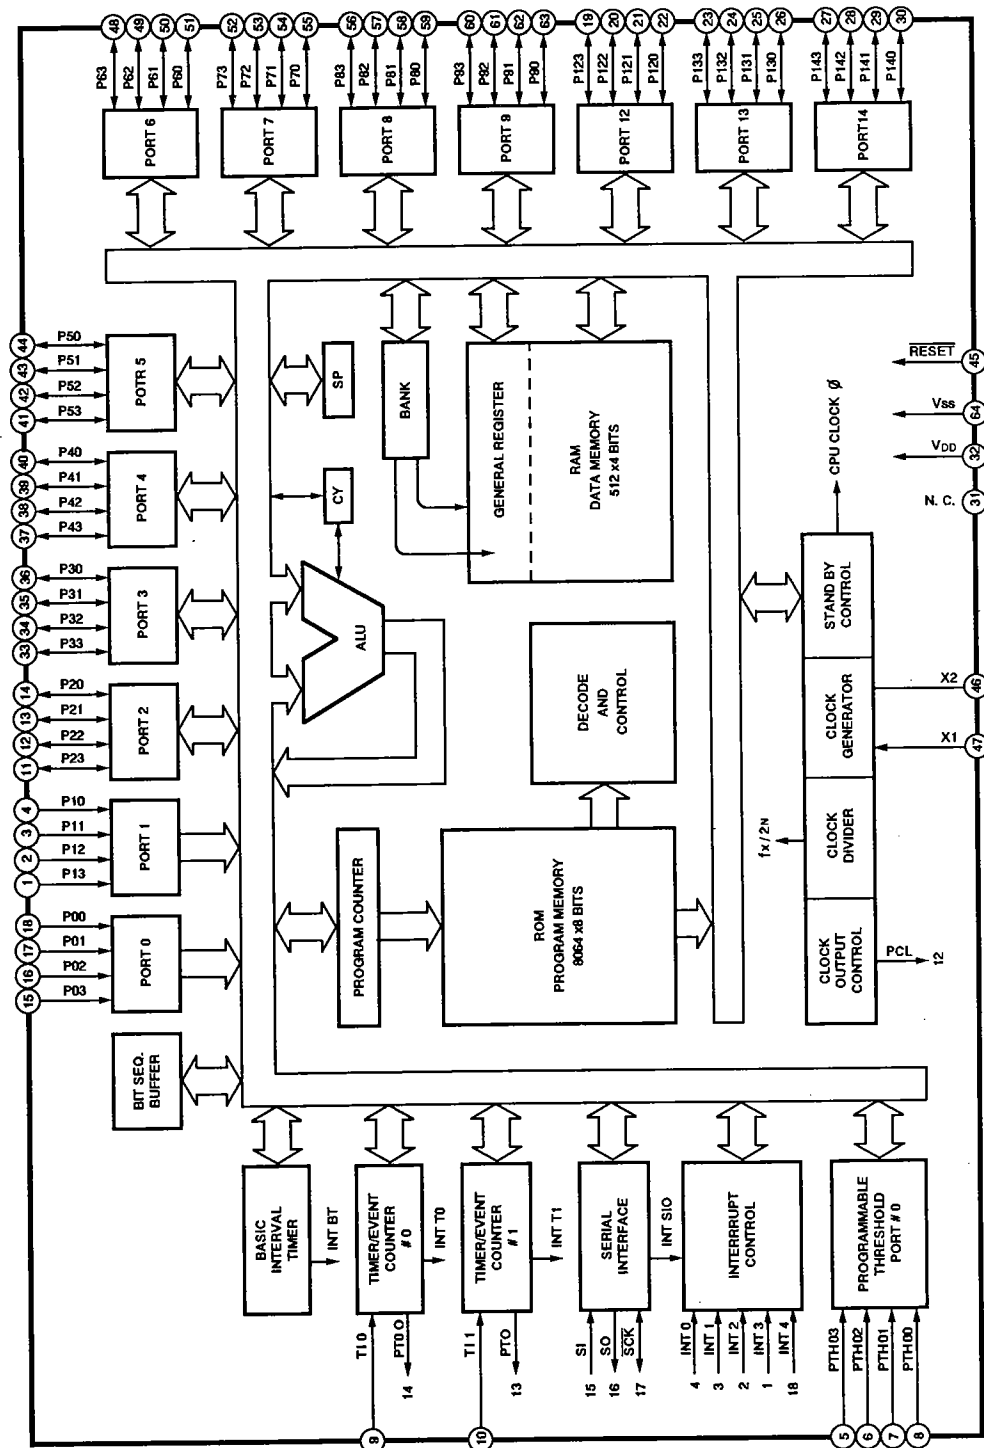 48 49 50 51
P63 P62 P61 P60
PORT 6
52 53 54 55
P73 P72 P71 P70
PORT 7
56 57 58 59
P83 P82 P81 P80
PORT 8
60 61 62 63
P93 P92 P91 P90
PORT 9
19 20 21 22
P123 P122 P121 P120
PORT 12
23 24 25 26
P133 P132 P131 P130
PORT 13
27 28 29 30
P143 P142 P141 P140
PORT14
44 43 42 41
P50
P51
P52
P53
POTR 5
40 39 38 37
P40
P41
P42
P43
PORT 4
36 35 34 33
P30
P31
P32
P33
PORT 3
14 13 12 11
P20
P21
P22
P23
PORT 2
4 3 2 1
P10
P11
P12
P13
PORT 1
18 17 16 15
P00
P01
P02
P03
PORT 0
BIT SEQ.
BUFFER
SP
CY
ALU
BANK
GENERAL REGISTER
RAM
DATA MEMORY
512 x4 BITS
DECODE
AND
CONTROL
PROGRAM COUNTER
ROM
PROGRAM MEMORY
8064 x8 BITS
BASIC
INTERVAL
TIMER
INT BT
TIMER/EVENT
COUNTER
# 0
INT T0
TI 0
9
PT0 O
14
TIMER/EVENT
COUNTER
# 1
INT T1
TI 1
10
PTO
13
SERIAL
INTERFACE
INT SIO
SI
15
SO
16
SCK
17
INTERRRUPT
CONTROL
INT 0
4
INT 1
3
INT 2
2
INT 3
1
INT 4
18
PROGRAMMABLE
THRESHOLD
PORT # 0
PTH03
5
PTH02
6
PTH01
7
PTH00
8
CLOCK
OUTPUT
CONTROL
PCL
12
CLOCK
DIVIDER
fx / 2N
CLOCK
GENERATOR
STAND BY
CONTROL
CPU CLOCK Ø
X1
47
X2
46
N. C.
31
VDD
32
Vss
64
RESET
45